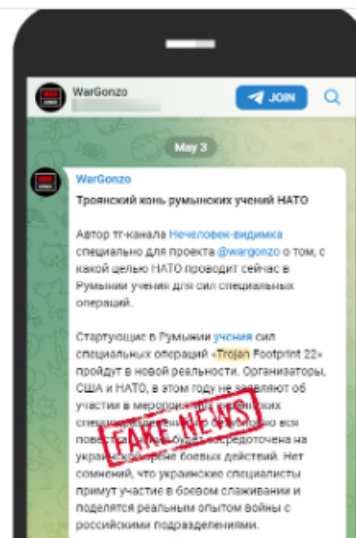 WarGonzo
JOIN
May 3
WarGonzo
Троянский конь румынских учений НАТО
Автор тг-канала Нечеловек-видимка
специально для проекта @wargonzo о том, с
какой целью НАТО проводит сейчас в
Румынии учения для сил специальных
операций.
Стартующие в Румынии учения сил
специальных операций «Trojan Footprint 22»
пройдут в новой реальности. Организаторы,
США и НАТО, в этом году не заявляют об
участии в
FAKE NEWS!
вся
будет сосредоточена на
боевых действий. Нет
сомнений, что украинские специалисты
примут участие в боевом слаживании и
поделятся реальным опытом войны с
российскими подразделениями.